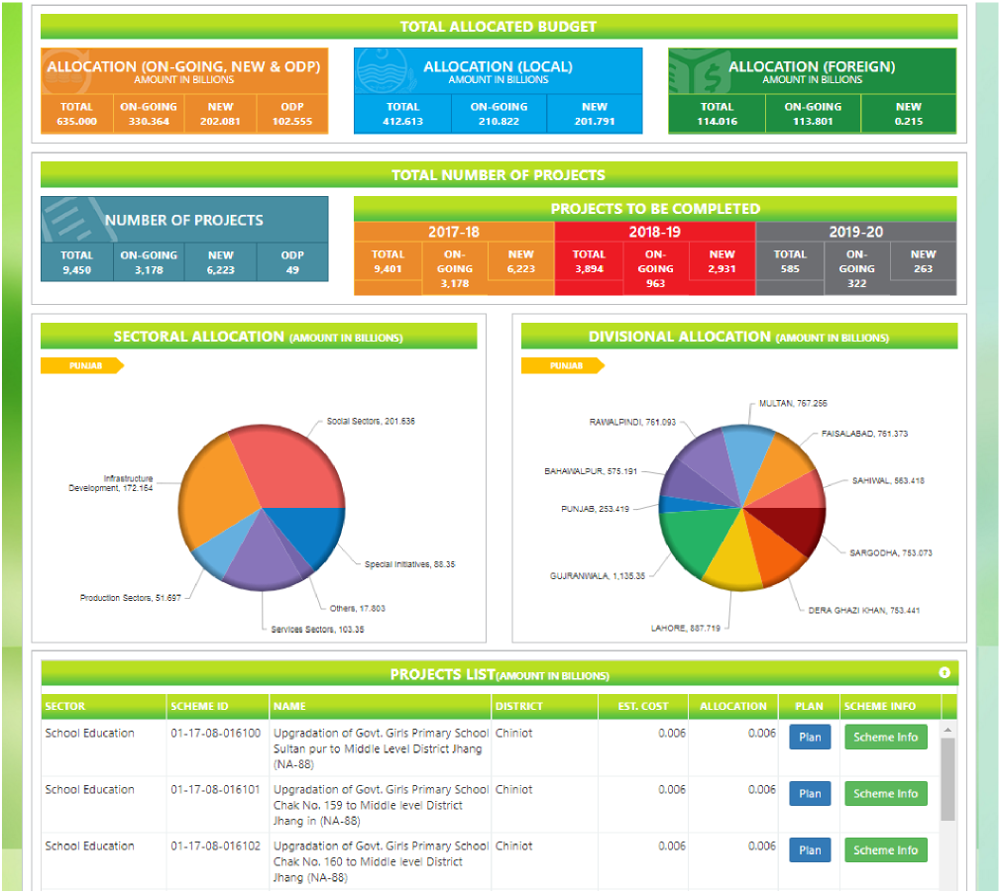 TOTAL ALLOCATED BUDGET
ALLOCATION (ON-GOING, NEW & ODP)
AMOUNT IN BILLIONS
TOTAL ON-GOING NEW ODP
635.000 330.364 202.081 102.555
ALLOCATION (LOCAL)
AMOUNT IN BILLIONS
TOTAL ON-GOING NEW
412.613 210.822 201.791
ALLOCATION (FOREIGN)
AMOUNT IN BILLIONS
TOTAL ON-GOING NEW
114.016 113.801 0.215
TOTAL NUMBER OF PROJECTS
NUMBER OF PROJECTS
TOTAL ON-GOING NEW ODP
9,450 3,178 6,223 49
PROJECTS TO BE COMPLETED
2017-18
TOTAL ON- NEW
9,401 GOING 6,223
3,178
2018-19
TOTAL ON- NEW
3,894 GOING 2,931
963
2019-20
TOTAL ON- NEW
585 GOING 263
322
SECTORAL ALLOCATION (AMOUNT IN BILLIONS)
PUNJAB
Social Sectors, 201.636
Infrastructure
Development, 172.164
Special Initiatives, 88.35
Production Sectors, 51.697
Others, 17.803
Services Sectors, 103.35
DIVISIONAL ALLOCATION (AMOUNT IN BILLIONS)
PUNJAB
MULTAN, 767.256
RAWALPINDI, 761.093
FAISALABAD, 761.373
BAHAWALPUR, 575.191
SAHIWAL, 563.418
PUNJAB, 253.419
SARGODHA, 753.073
GUJRANWALA, 1,135.35
DERA GHAZI KHAN, 753.441
LAHORE, 887.719
PROJECTS LIST(AMOUNT IN BILLIONS)
SECTOR SCHEME ID NAME DISTRICT EST. COST ALLOCATION PLAN SCHEME INFO
School Education 01-17-08-016100 Upgradation of Govt. Girls Primary School Chiniot 0.006 0.006 Plan Scheme Info
Sultan pur to Middle Level District Jhang
(NA-88)
School Education 01-17-08-016101 Upgradation of Govt. Girls Primary School Chiniot 0.006 0.006 Plan Scheme Info
Chak No. 159 to Middle level District
Jhang in (NA-88)
School Education 01-17-08-016102 Upgradation of Govt. Girls Primary School Chiniot 0.006 0.006 Plan Scheme Info
Chak No. 160 to Middle level District
Jhang (NA-88)